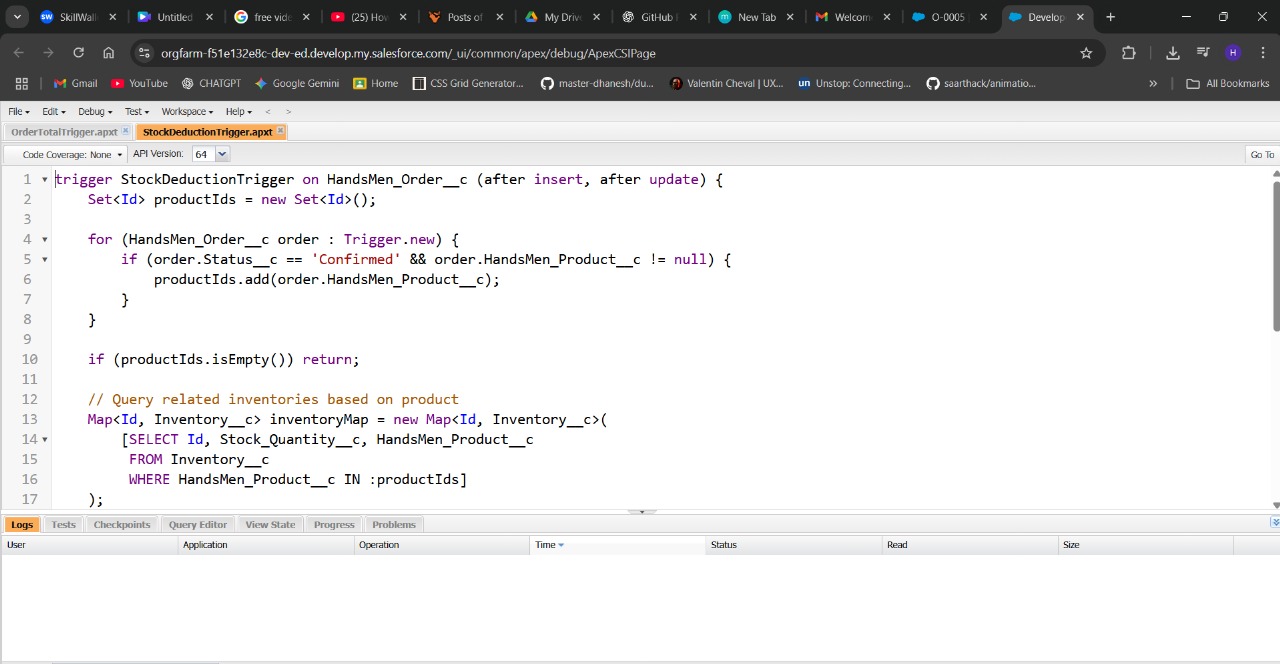 SkillWall
Untitled
free vide
(25) How
Posts of
My Drive
GitHub
New Tab
Welcom
O-0005
Develop
orgfarm-f51e132e8c-dev-ed.develop.my.salesforce.com/_ui/common/apex/debug/ApexCSIPage
H
Gmail
YouTube
CHATGPT
Google Gemini
Home
CSS Grid Generator...
master-dhanesh/du...
Valentin Cheval | UX...
un Unstop: Connecting...
saarthack/animatio...
»
All Bookmarks
File Edit Debug Test Workspace Help < >
OrderTotalTrigger.apxt StockDeductionTrigger.apxt
Code Coverage: None API Version: 64 Go To
1 trigger StockDeductionTrigger on HandsMen_Order__c (after insert, after update) {
2 Set<Id> productIds = new Set<Id>();
3
4 for (HandsMen_Order__c order : Trigger.new) {
5 if (order.Status__c == 'Confirmed' && order.HandsMen_Product__c != null) {
6 productIds.add(order.HandsMen_Product__c);
7 }
8 }
9
10 if (productIds.isEmpty()) return;
11
12 // Query related inventories based on product
13 Map<Id, Inventory__c> inventoryMap = new Map<Id, Inventory__c>(
14 [SELECT Id, Stock_Quantity__c, HandsMen_Product__c
15 FROM Inventory__c
16 WHERE HandsMen_Product__c IN :productIds]
17 );
Logs Tests Checkpoints Query Editor View State Progress Problems
User Application Operation Time Status Read Size